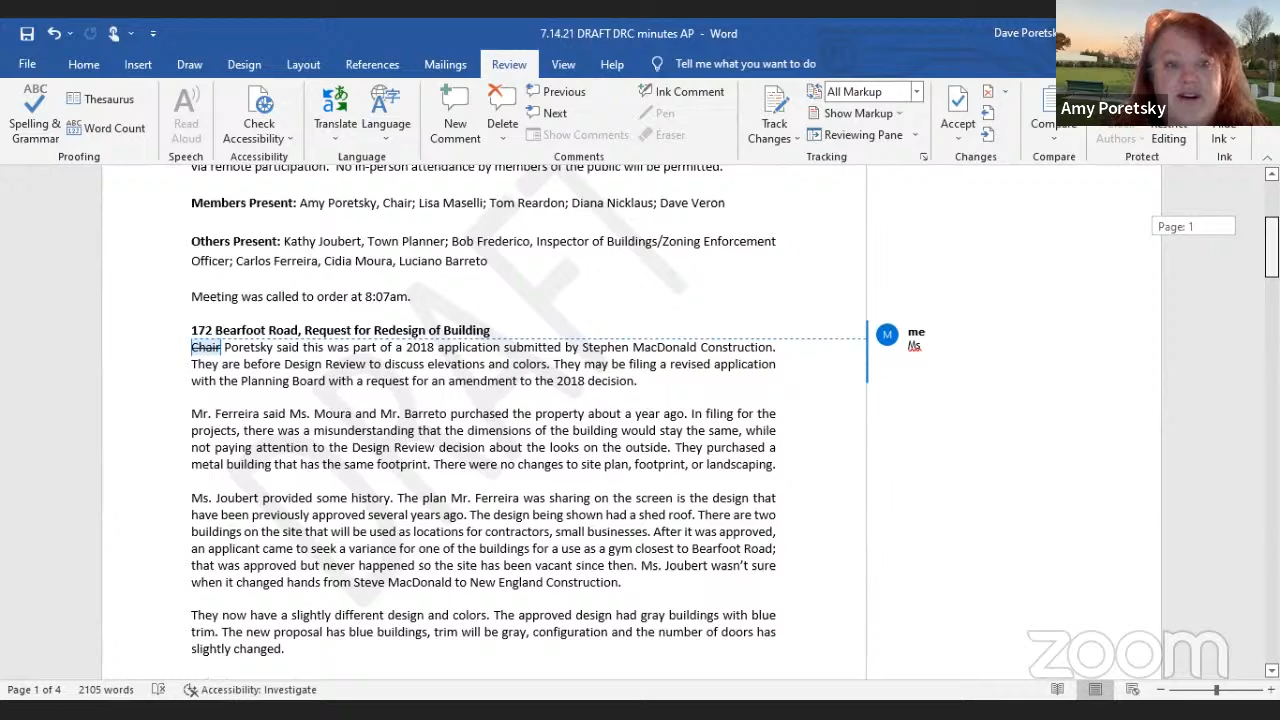 7.14.21 DRAFT DRC minutes AP - Word
Dave Poretsk
Amy Poretsky
File Home Insert Draw Design Layout References Mailings Review View Help Tell me what you want to do
ABC
Spelling & Grammar
Thesaurus
Word Count
Proofing
Read Aloud
Speech
Check Accessibility
Accessibility
Translate
Language
Language
New Comment
Delete
Previous
Next
Show Comments
Ink Comment
Pen
Eraser
Comments
Track Changes
All Markup
Show Markup
Reviewing Pane
Tracking
Accept
Changes
Compare
Compare
Block Authors
Restrict Editing
Protect
Hide Ink
Ink
via remote participation. No in-person attendance by members of the public will be permitted.
Members Present: Amy Poretsky, Chair; Lisa Maselli; Tom Reardon; Diana Nicklaus; Dave Veron
Page: 1
Others Present: Kathy Joubert, Town Planner; Bob Frederico, Inspector of Buildings/Zoning Enforcement
Officer; Carlos Ferreira, Cidia Moura, Luciano Barreto
Meeting was called to order at 8:07am.
172 Bearfoot Road, Request for Redesign of Building
Chair Poretsky said this was part of a 2018 application submitted by Stephen MacDonald Construction.
They are before Design Review to discuss elevations and colors. They may be filing a revised application
with the Planning Board with a request for an amendment to the 2018 decision.
M
me
Ms
Mr. Ferreira said Ms. Moura and Mr. Barreto purchased the property about a year ago. In filing for the
projects, there was a misunderstanding that the dimensions of the building would stay the same, while
not paying attention to the Design Review decision about the looks on the outside. They purchased a
metal building that has the same footprint. There were no changes to site plan, footprint, or landscaping.
Ms. Joubert provided some history. The plan Mr. Ferreira was sharing on the screen is the design that
have been previously approved several years ago. The design being shown had a shed roof. There are two
buildings on the site that will be used as locations for contractors, small businesses. After it was approved,
an applicant came to seek a variance for one of the buildings for a use as a gym closest to Bearfoot Road;
that was approved but never happened so the site has been vacant since then. Ms. Joubert wasn't sure
when it changed hands from Steve MacDonald to New England Construction.
They now have a slightly different design and colors. The approved design had gray buildings with blue
trim. The new proposal has blue buildings, trim will be gray, configuration and the number of doors has
slightly changed.
DRAFT
zoom
Page 1 of 4 2105 words Accessibility: Investigate